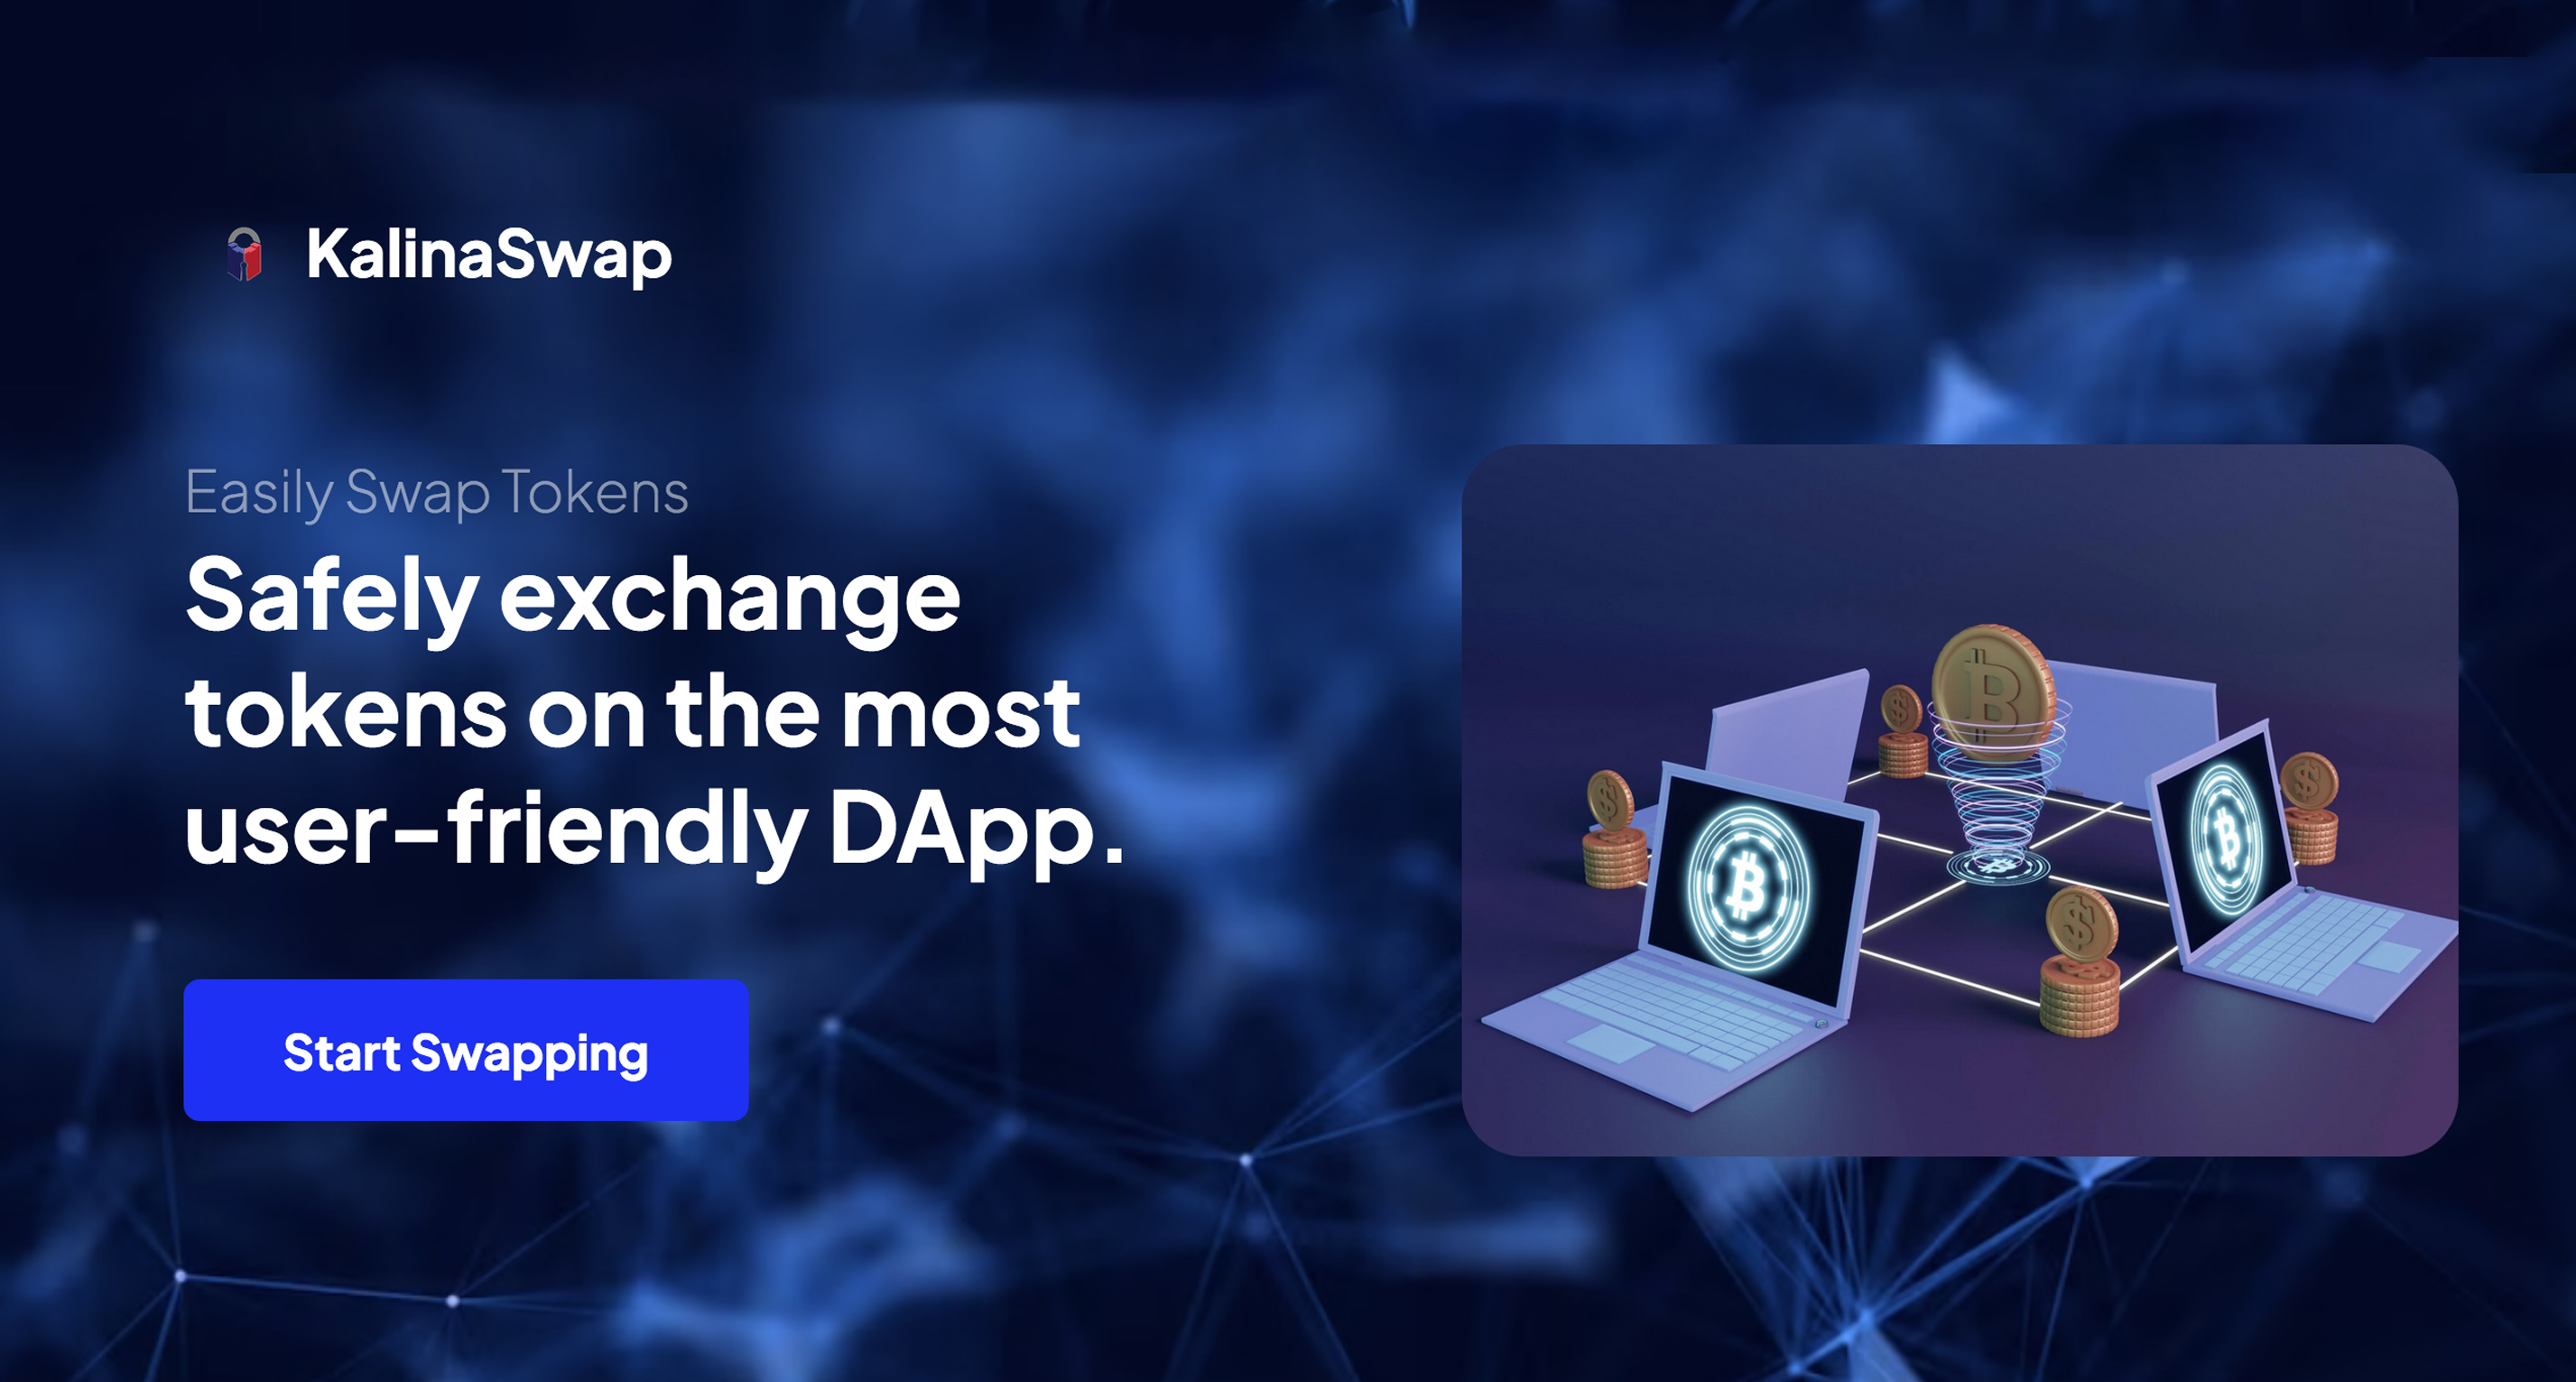 KalinaSwap
Easily Swap Tokens
Safely exchange
tokens on the most
user-friendly DApp.
Start Swapping